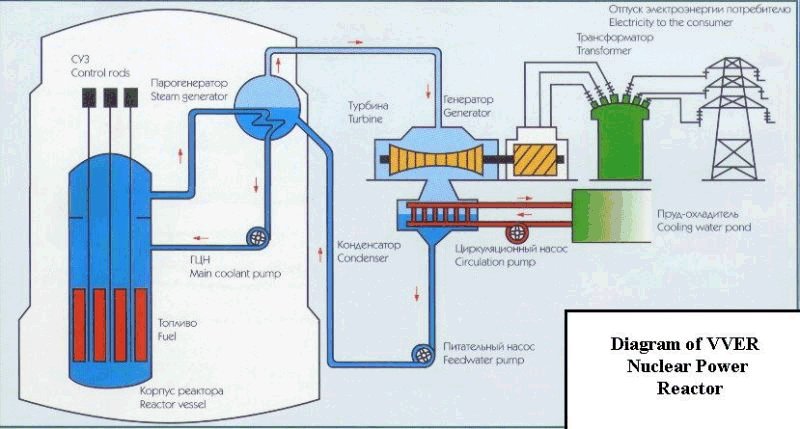 Отпуск электроэнергии потребителю
Electricity to the consumer
Трансформатор
Transformer
СУЗ
Control rods
Парогенератор
Steam generator
Турбина
Turbine
Генератор
Generator
Пруд-охладитель
Cooling water pond
Конденсатор
Condenser
Циркуляционный насос
Circulation pump
ГЦН
Main coolant pump
Топливо
Fuel
Питательный насос
Feedwater pump
Корпус реактора
Reactor vessel
Diagram of VVER
Nuclear Power
Reactor